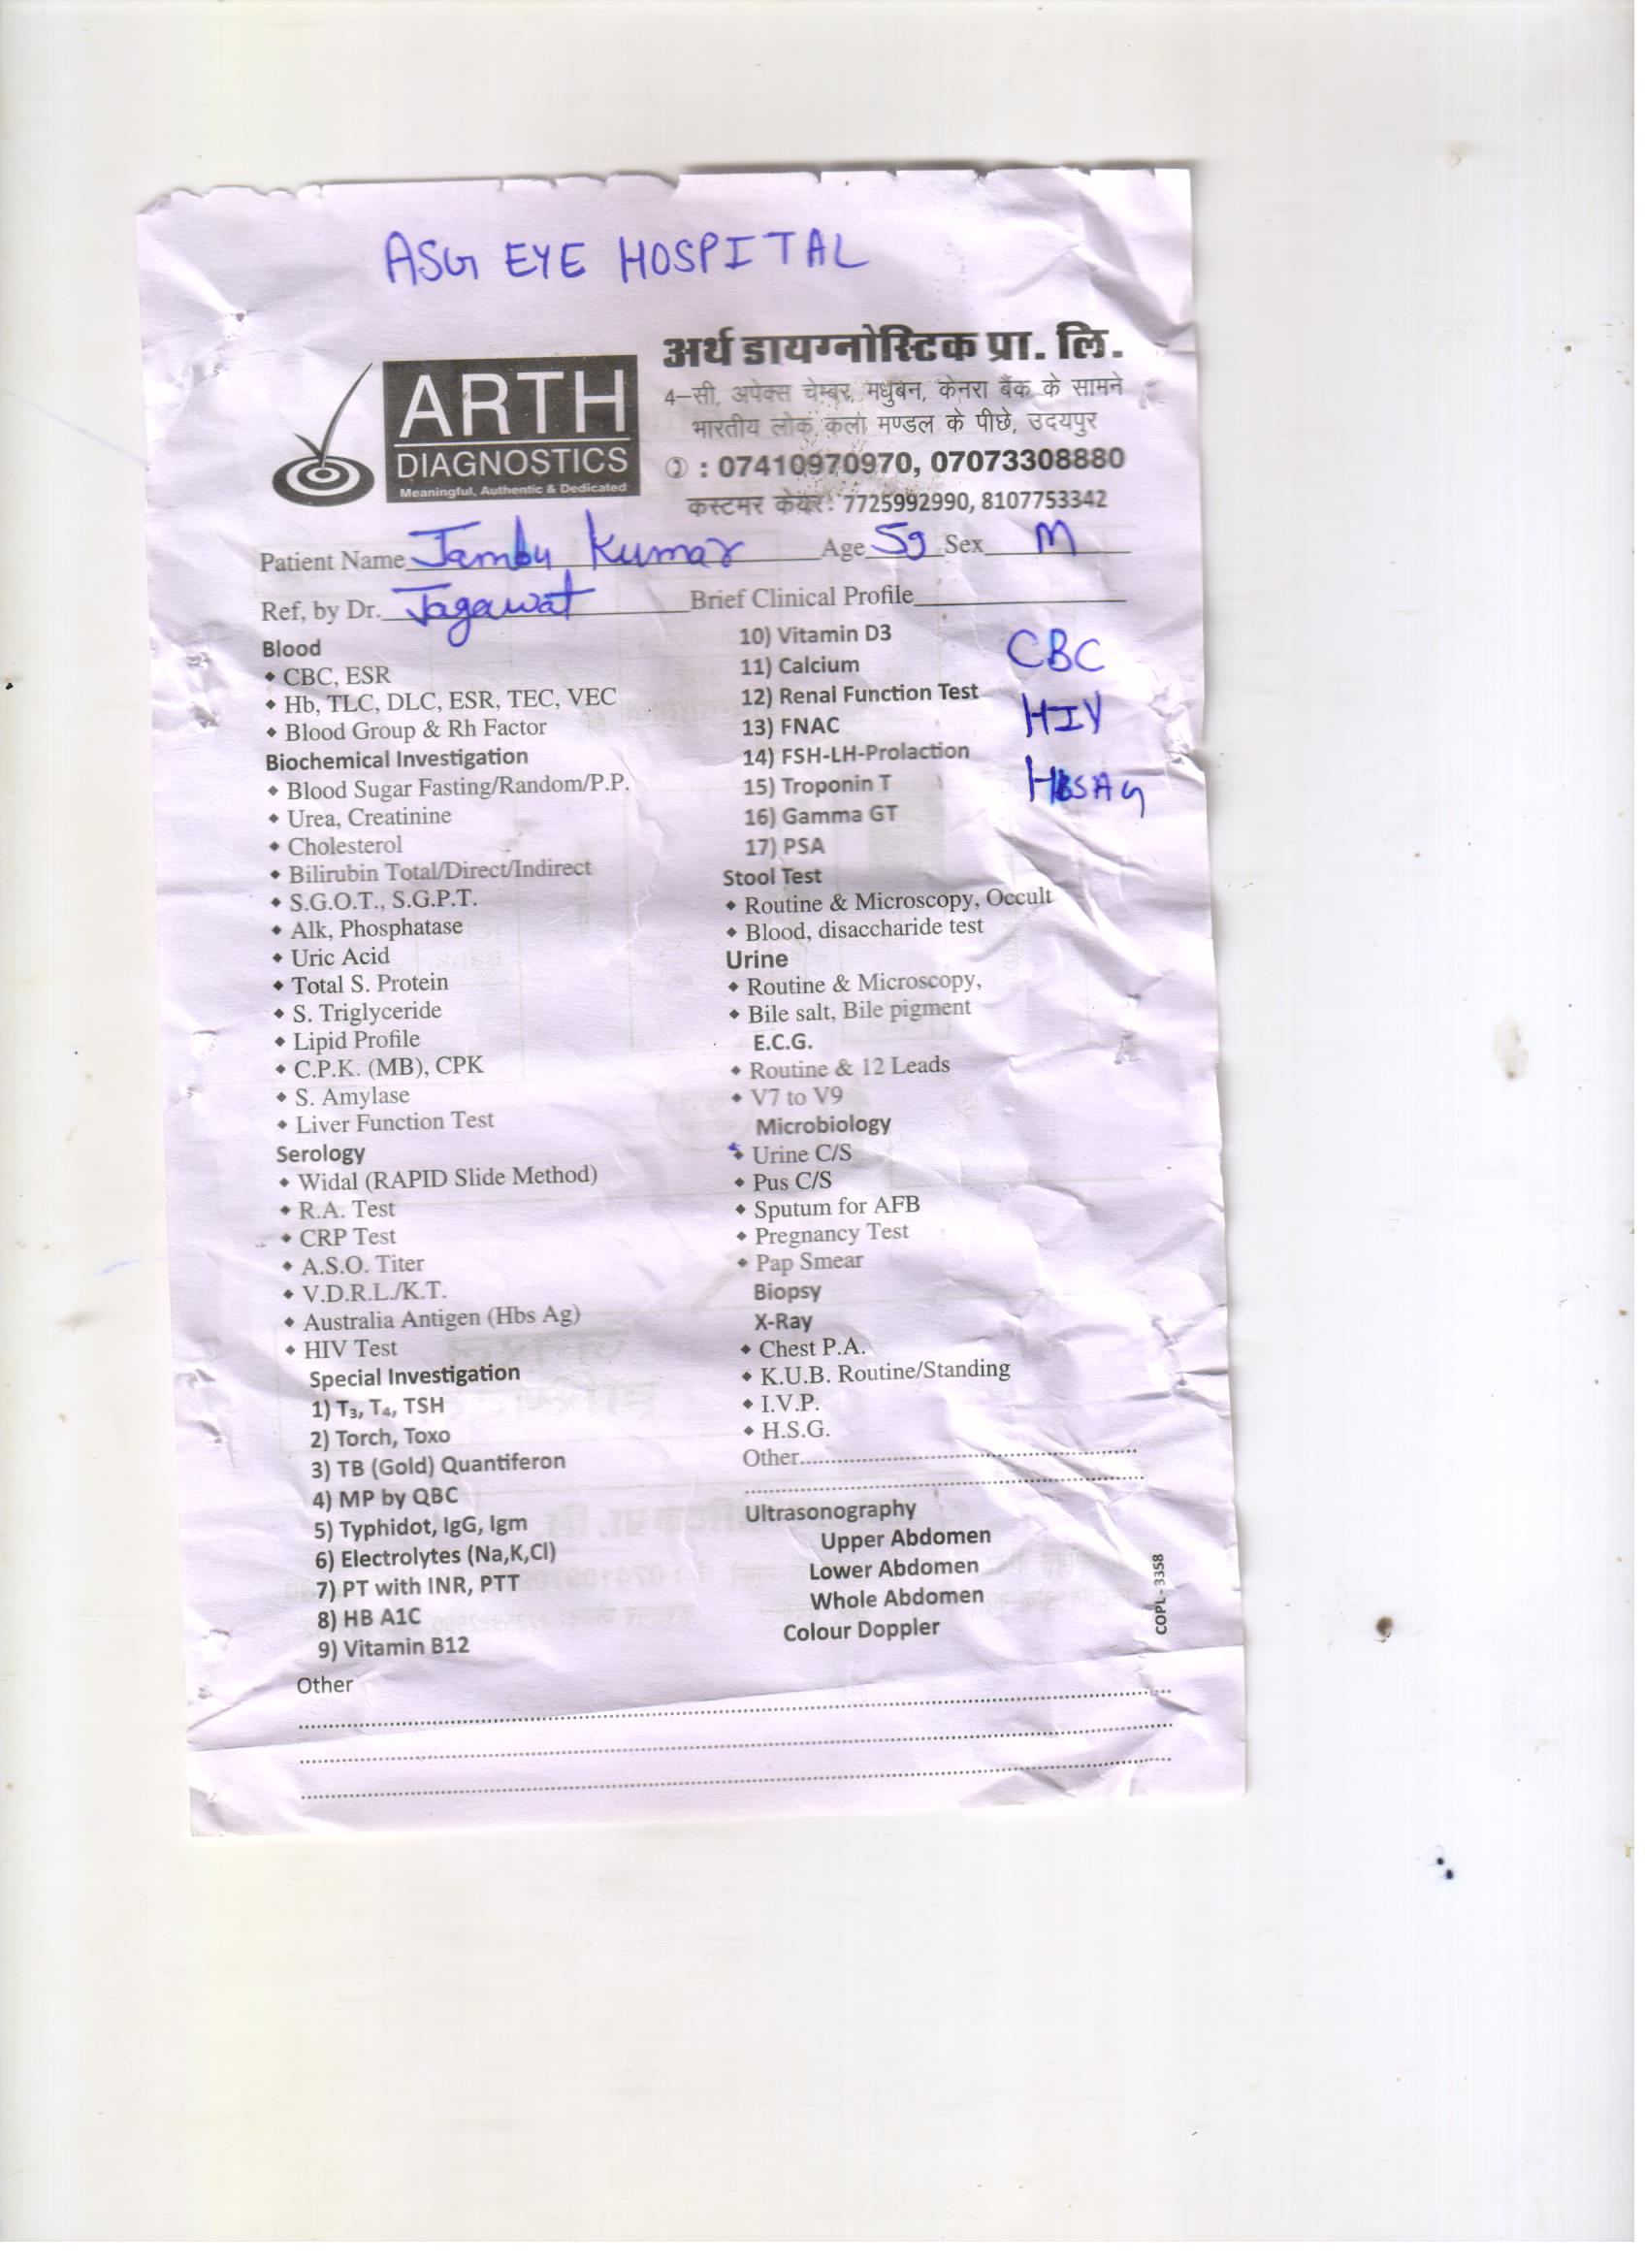 ASG EYE HOSPITAL
ARTH
DIAGNOSTICS
Meaningful, Authentic & Dedicated
अर्थ डायग्नोस्टिक प्रा. लि.
4–सी, अपेक्स चेम्बर, मधुबन, केनरा बैंक के सामने
भारतीय लोक कला मण्डल के पीछे, उदयपुर
: 07410970970, 07073308880
कस्टमर केयर: 7725992990, 8107753342
Patient Name Jambu Kumar Age 59 Sex M
Ref, by Dr. Jagawat Brief Clinical Profile
Blood
• CBC, ESR
• Hb, TLC, DLC, ESR, TEC, VEC
• Blood Group & Rh Factor
Biochemical Investigation
• Blood Sugar Fasting/Random/P.P.
• Urea, Creatinine
• Cholesterol
• Bilirubin Total/Direct/Indirect
• S.G.O.T., S.G.P.T.
• Alk, Phosphatase
• Uric Acid
• Total S. Protein
• S. Triglyceride
• Lipid Profile
• C.P.K. (MB), CPK
• S. Amylase
• Liver Function Test
Serology
• Widal (RAPID Slide Method)
• R.A. Test
• CRP Test
• A.S.O. Titer
• V.D.R.L./K.T.
• Australia Antigen (Hbs Ag)
• HIV Test
Special Investigation
1) T₃, T₄, TSH
2) Torch, Toxo
3) TB (Gold) Quantiferon
4) MP by QBC
5) Typhidot, IgG, Igm
6) Electrolytes (Na,K,Cl)
7) PT with INR, PTT
8) HB A1C
9) Vitamin B12
10) Vitamin D3
11) Calcium
12) Renal Function Test
13) FNAC
14) FSH-LH-Prolaction
15) Troponin T
16) Gamma GT
17) PSA
CBC
HIV
HBSAG
Stool Test
• Routine & Microscopy, Occult
• Blood, disaccharide test
Urine
• Routine & Microscopy,
• Bile salt, Bile pigment
E.C.G.
• Routine & 12 Leads
• V7 to V9
Microbiology
• Urine C/S
• Pus C/S
• Sputum for AFB
• Pregnancy Test
• Pap Smear
Biopsy
X-Ray
• Chest P.A.
• K.U.B. Routine/Standing
• I.V.P.
• H.S.G.
Other
Ultrasonography
Upper Abdomen
Lower Abdomen
Whole Abdomen
Colour Doppler
COPL - 3358
Other